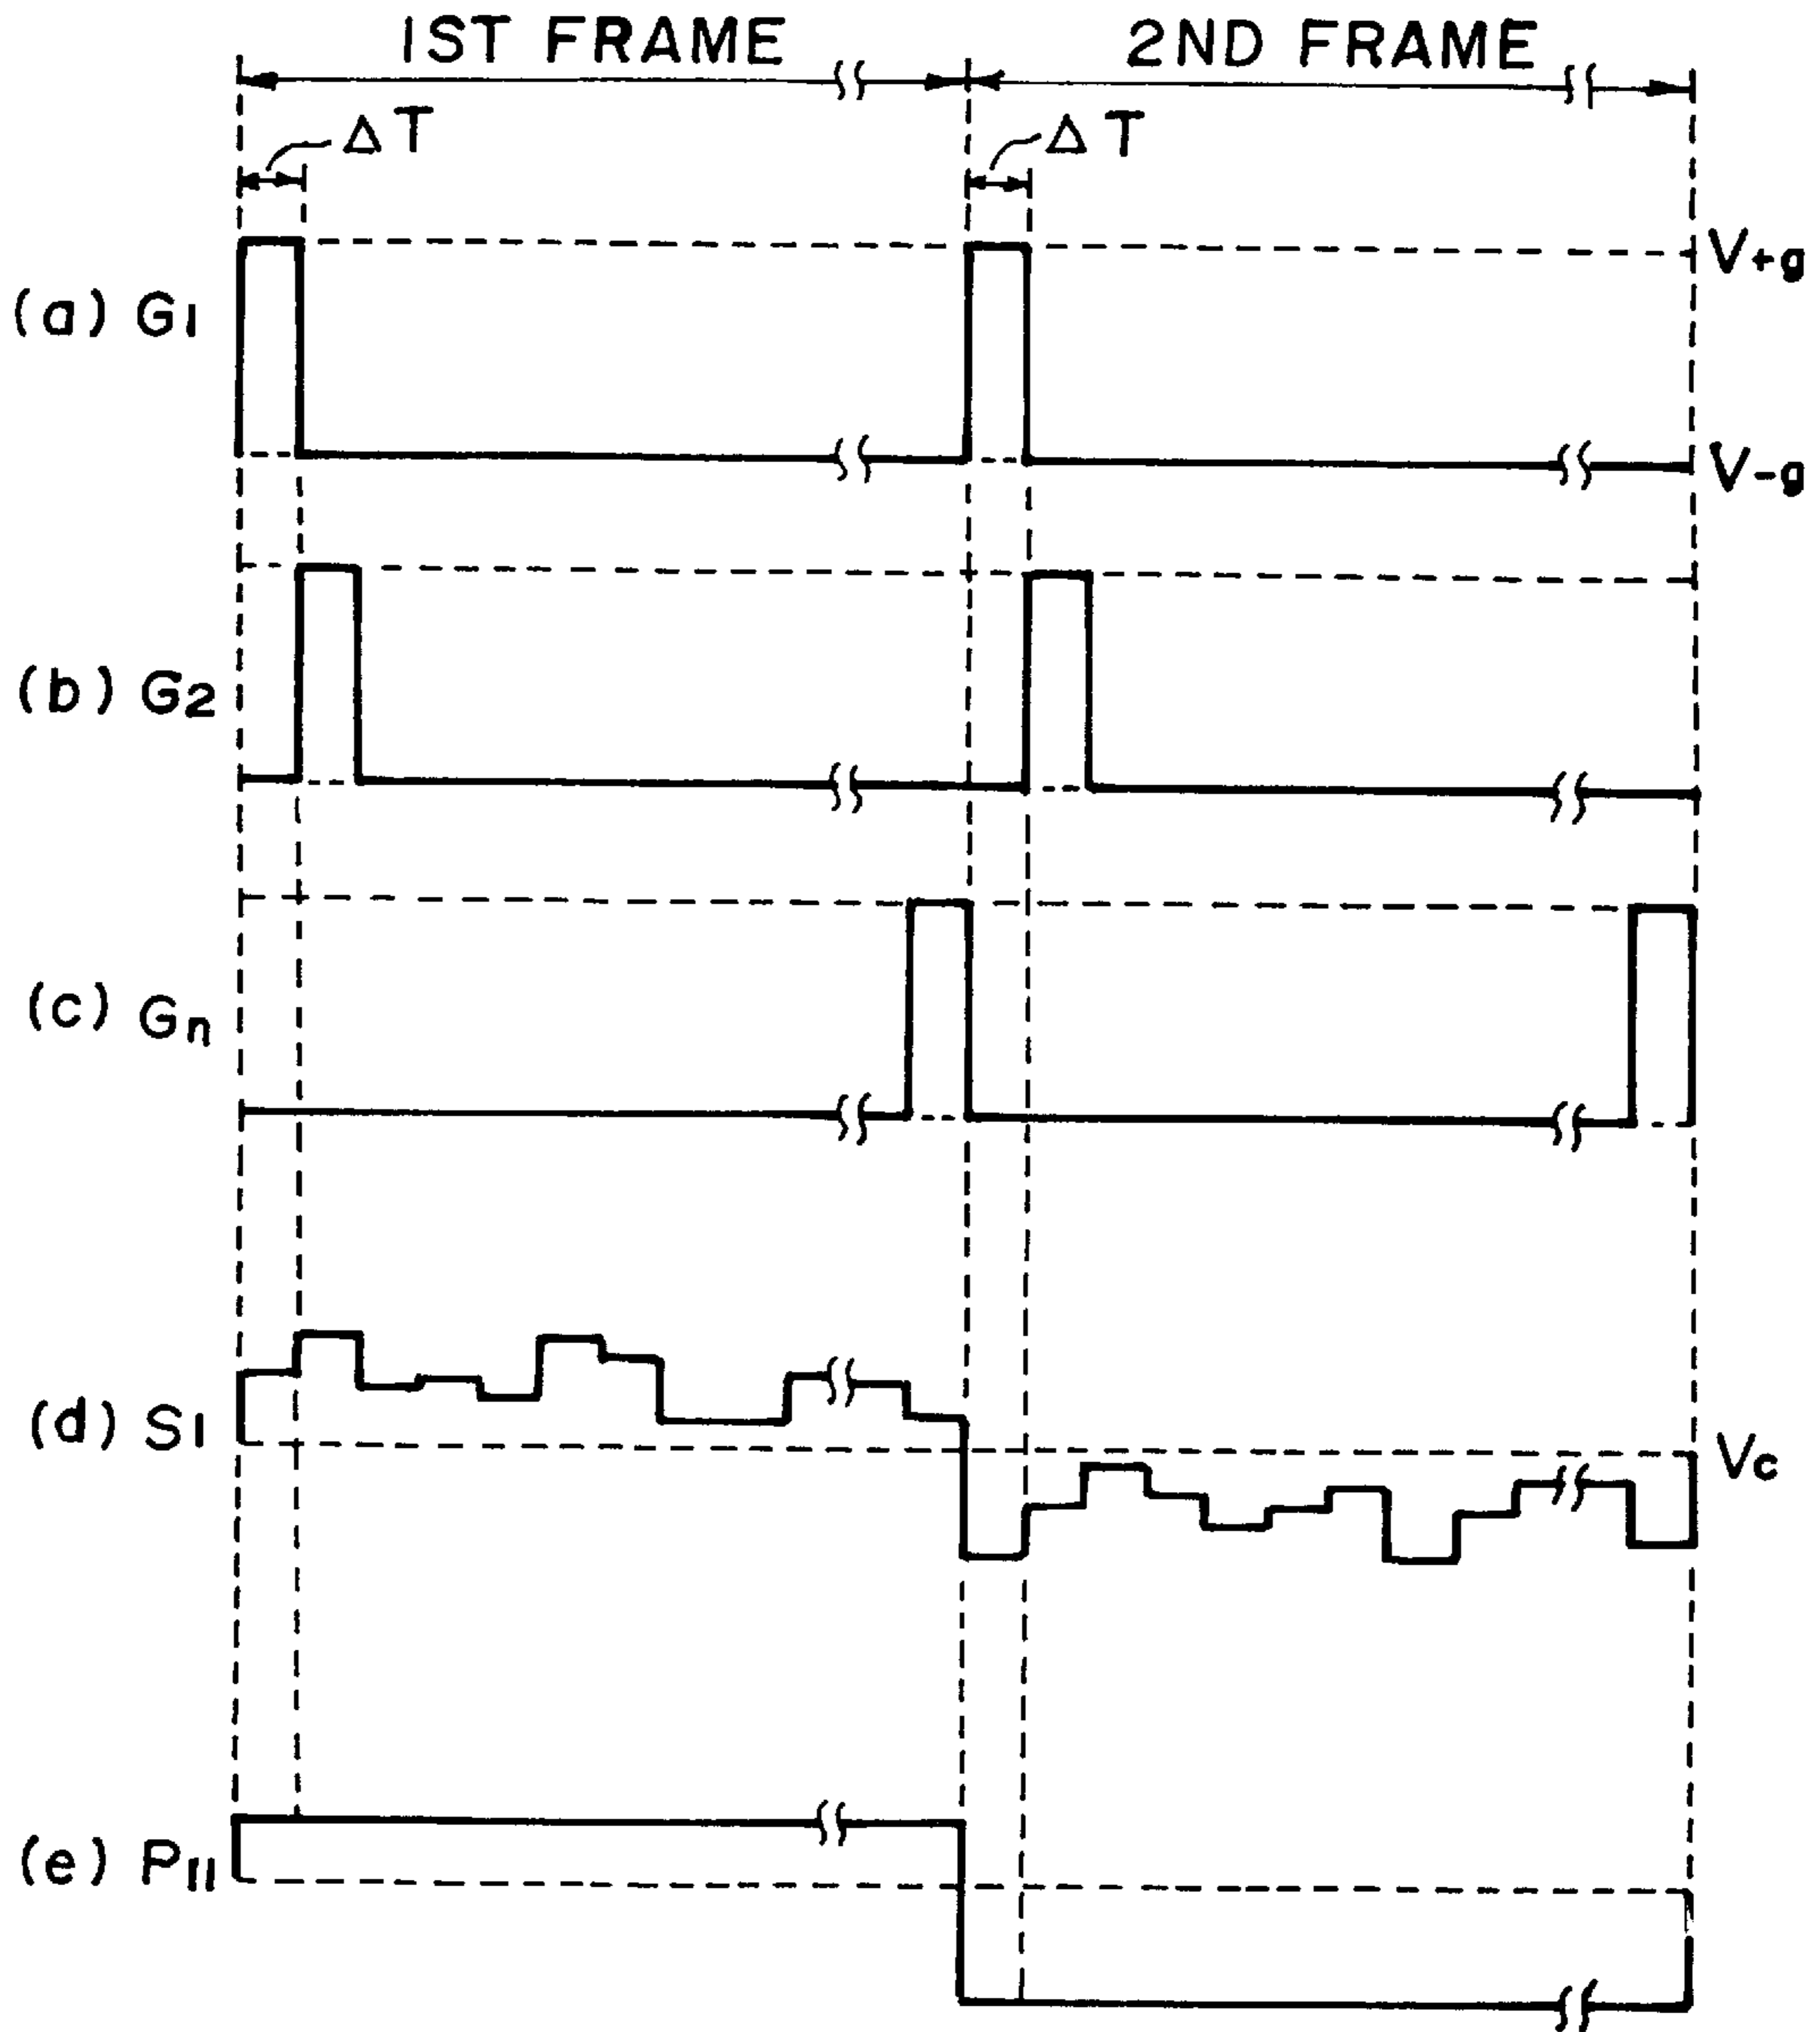 1ST FRAME 2ND FRAME
ΔT ΔT
V+g
(a) G1
V-g
(b) G2
(c) Gn
(d) S1
Vc
(e) P11